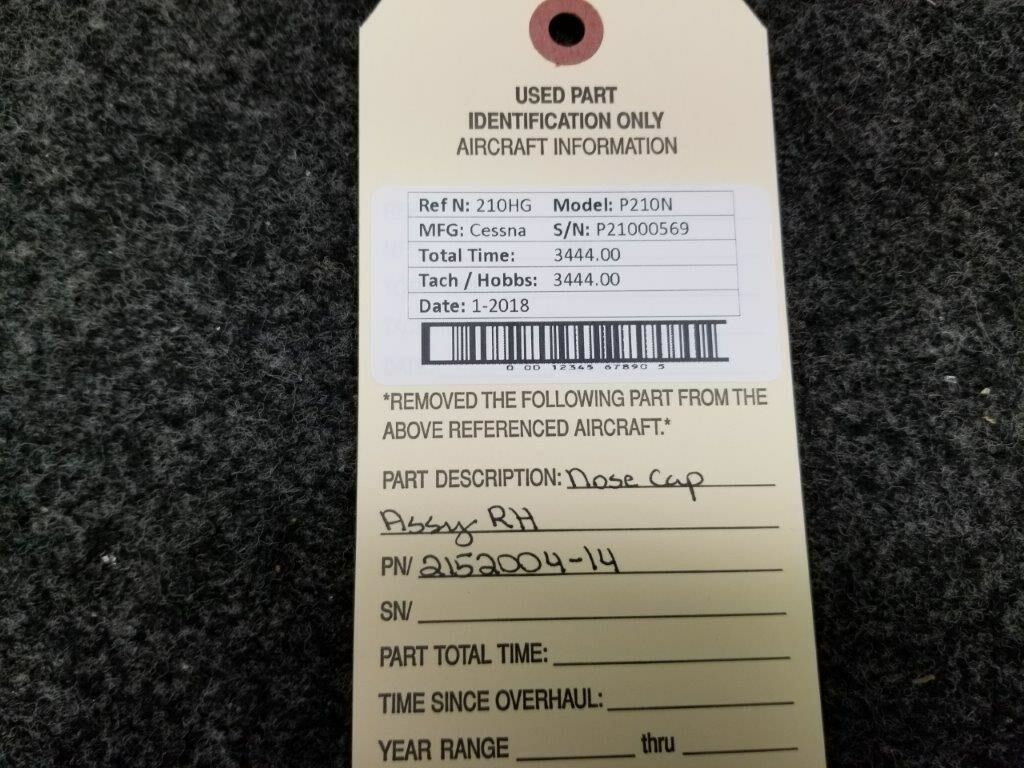 USED PART
IDENTIFICATION ONLY
AIRCRAFT INFORMATION
Ref N: 210HG Model: P210N
MFG: Cessna S/N: P21000569
Total Time: 3444.00
Tach / Hobbs: 3444.00
Date: 1-2018
0 00 12345 67890 5
*REMOVED THE FOLLOWING PART FROM THE
ABOVE REFERENCED AIRCRAFT.*
PART DESCRIPTION: Nose Cap
Assy RH
PN/ 2152004-14
SN/
PART TOTAL TIME:
TIME SINCE OVERHAUL:
YEAR RANGE thru